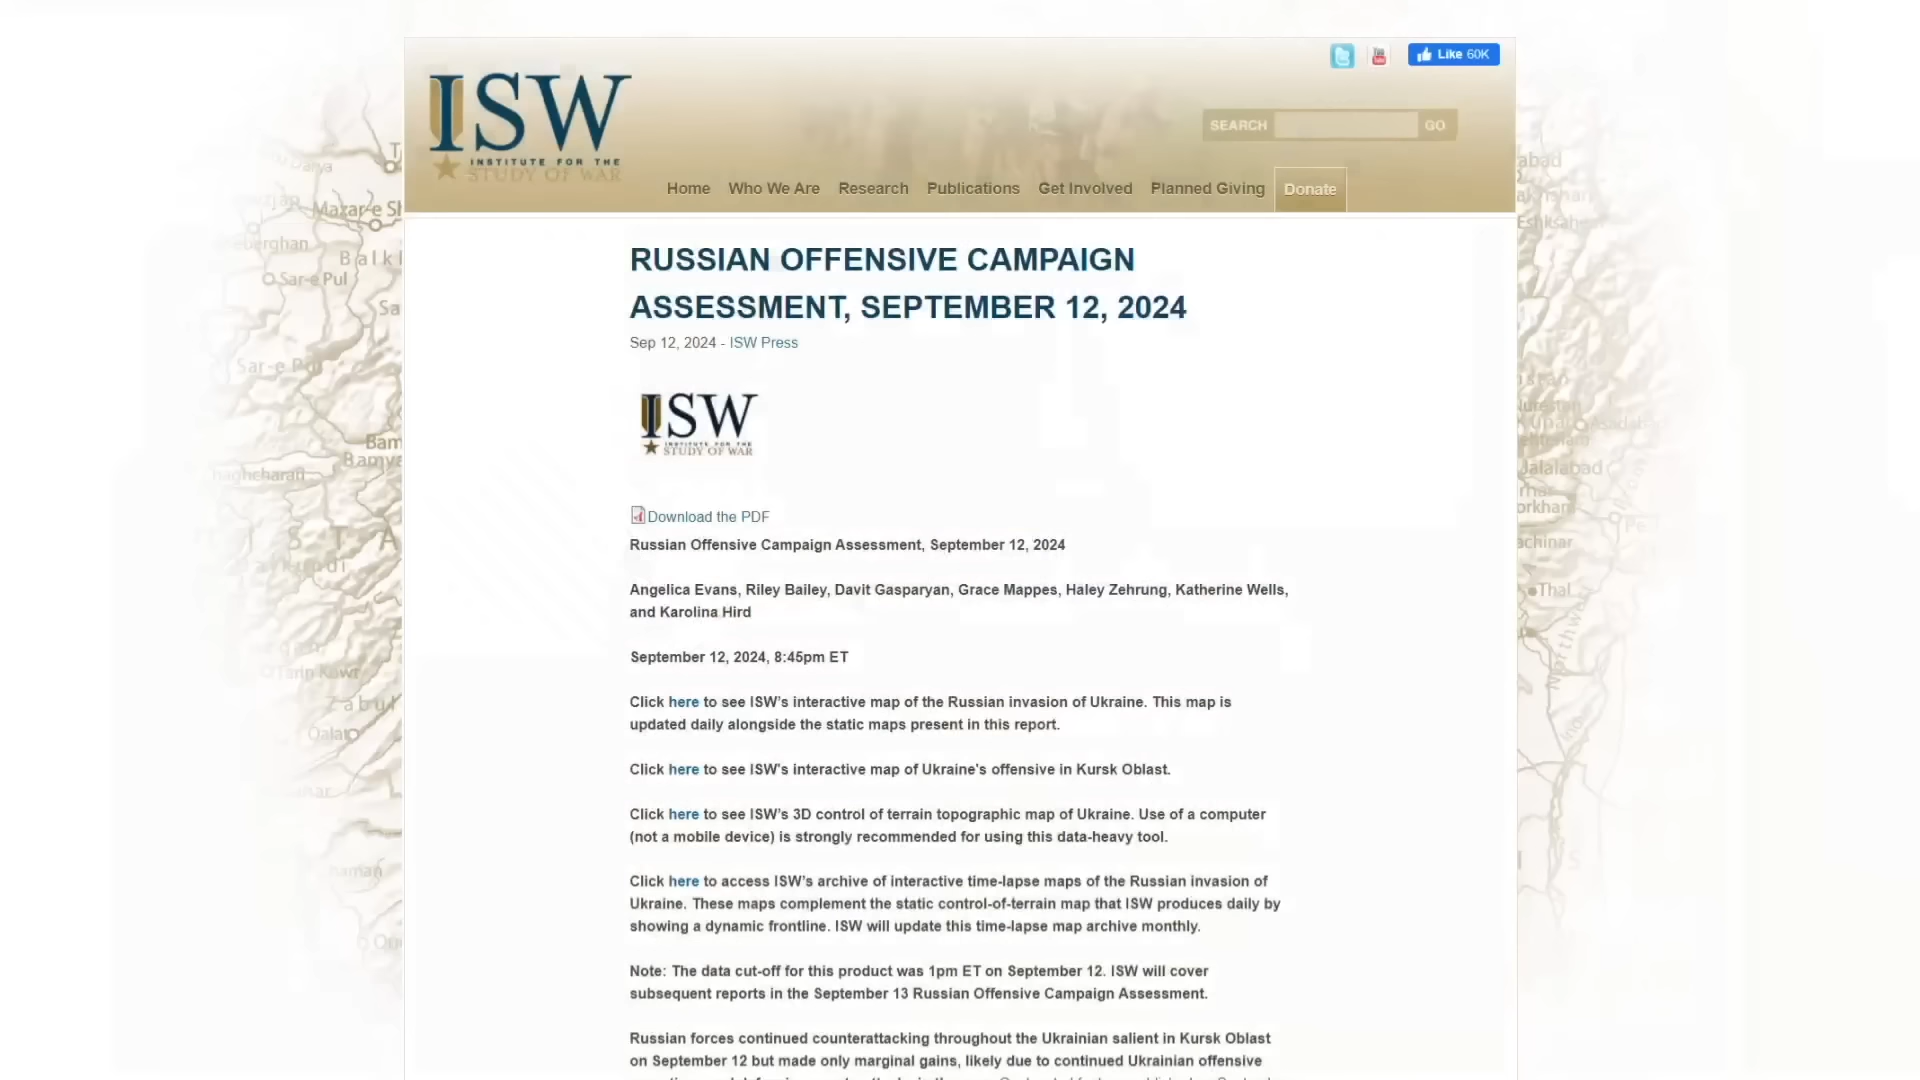 Like 60K
ISW
INSTITUTE FOR THE
STUDY OF WAR
SEARCH GO
Home Who We Are Research Publications Get Involved Planned Giving Donate
RUSSIAN OFFENSIVE CAMPAIGN
ASSESSMENT, SEPTEMBER 12, 2024
Sep 12, 2024 - ISW Press
ISW
INSTITUTE FOR THE
STUDY OF WAR
Download the PDF
Russian Offensive Campaign Assessment, September 12, 2024
Angelica Evans, Riley Bailey, Davit Gasparyan, Grace Mappes, Haley Zehrung, Katherine Wells,
and Karolina Hird
September 12, 2024, 8:45pm ET
Click here to see ISW’s interactive map of the Russian invasion of Ukraine. This map is
updated daily alongside the static maps present in this report.
Click here to see ISW's interactive map of Ukraine's offensive in Kursk Oblast.
Click here to see ISW’s 3D control of terrain topographic map of Ukraine. Use of a computer
(not a mobile device) is strongly recommended for using this data-heavy tool.
Click here to access ISW’s archive of interactive time-lapse maps of the Russian invasion of
Ukraine. These maps complement the static control-of-terrain map that ISW produces daily by
showing a dynamic frontline. ISW will update this time-lapse map archive monthly.
Note: The data cut-off for this product was 1pm ET on September 12. ISW will cover
subsequent reports in the September 13 Russian Offensive Campaign Assessment.
Russian forces continued counterattacking throughout the Ukrainian salient in Kursk Oblast
on September 12 but made only marginal gains, likely due to continued Ukrainian offensive
Mazar-e
Balk
Sar-e Pul
Sar-e
Bam
Qalat
Jalalabad
Thal